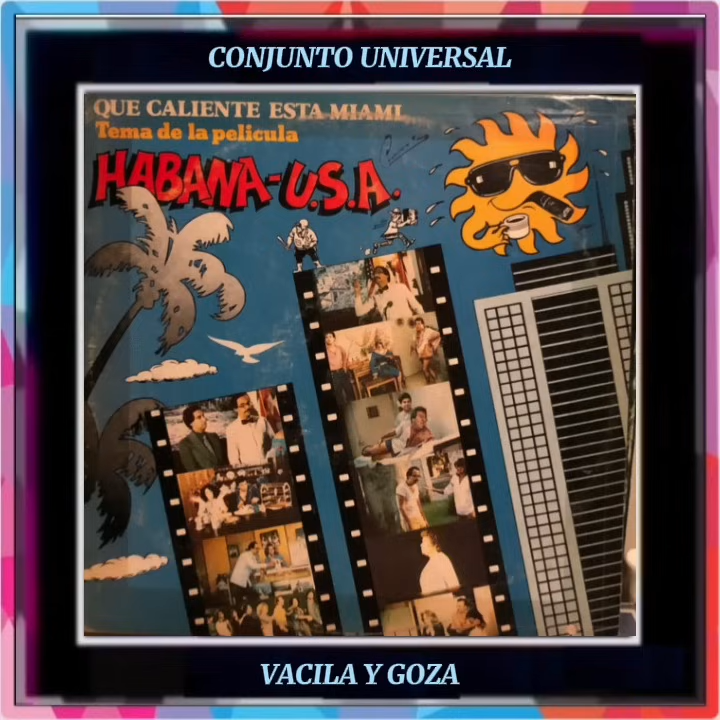 CONJUNTO UNIVERSAL
QUE CALIENTE ESTA MIAMI
Tema de la pelicula
HABANA-U.S.A.
VACILA Y GOZA